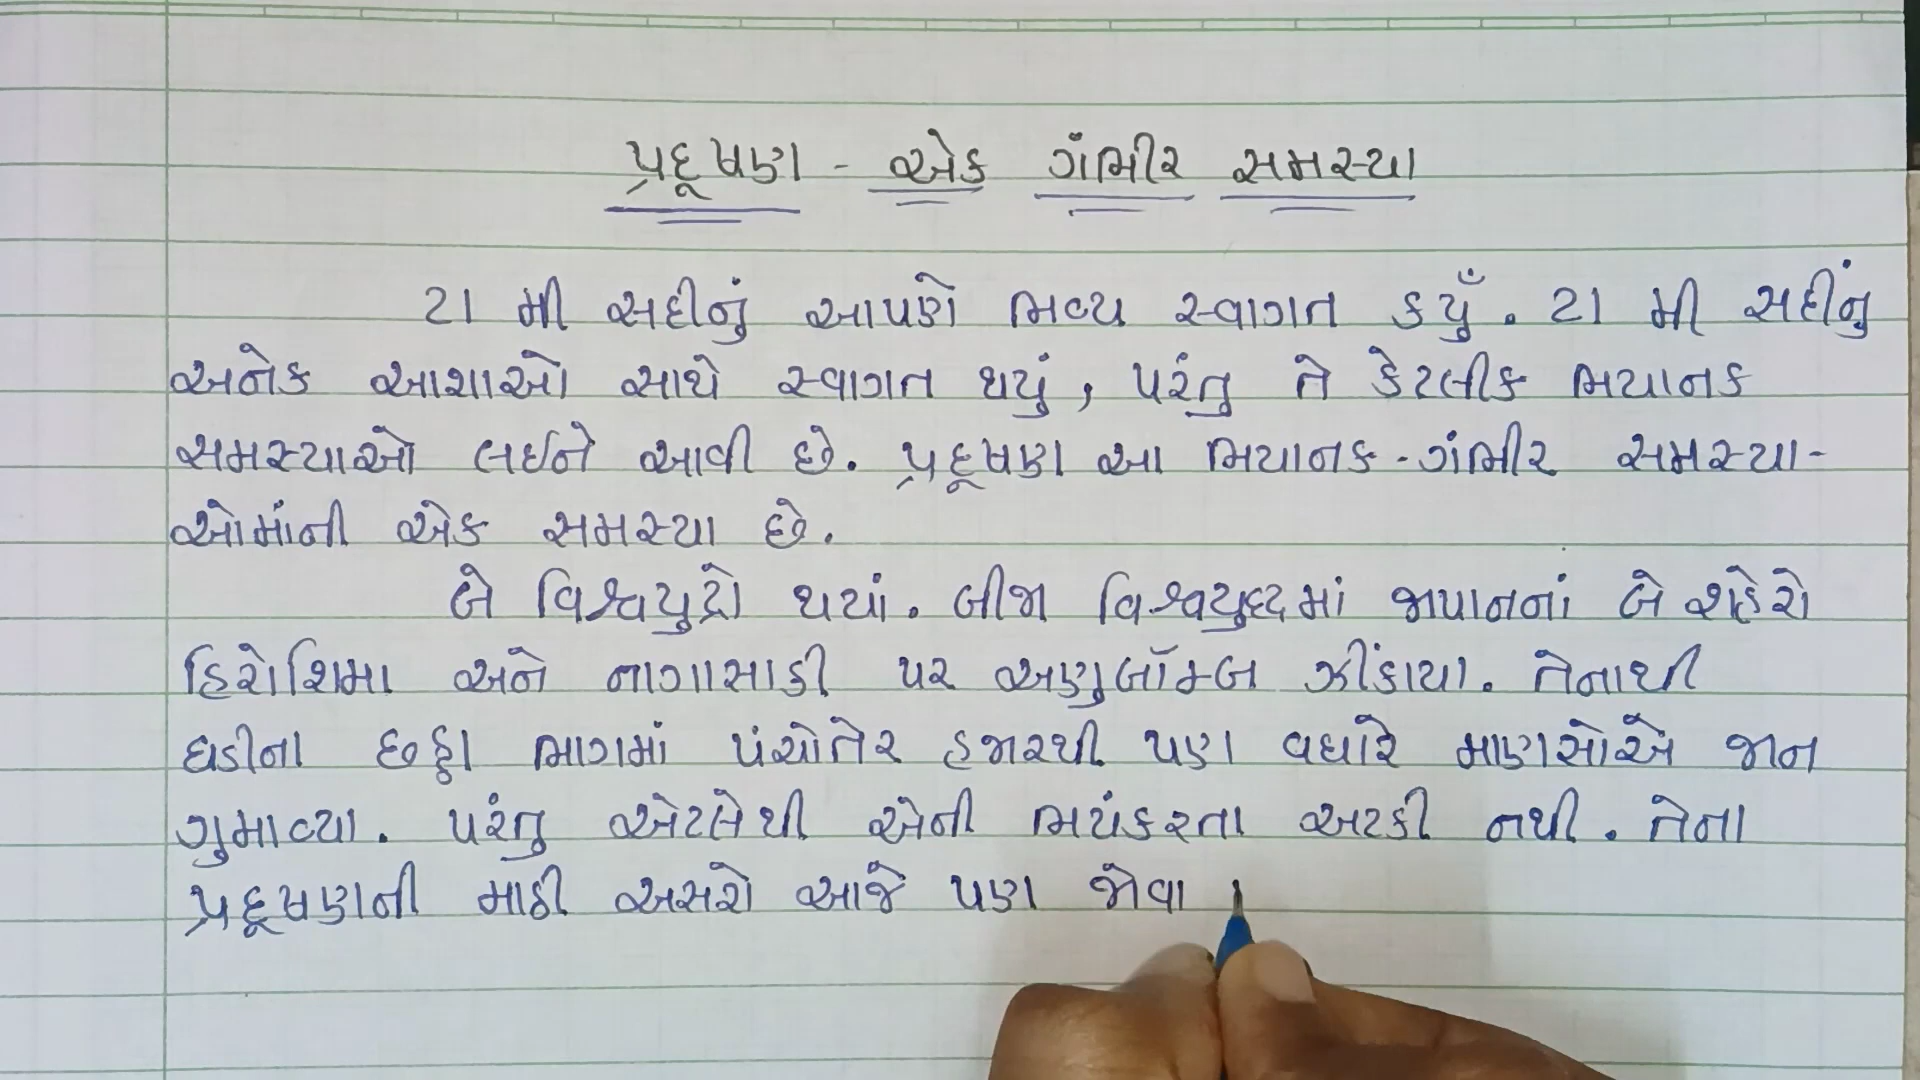 પ્રદૂષણ - એક ગંભીર સમસ્યા
21 મી સદીનું આપણે ભવ્ય સ્વાગત કર્યું. 21 મી સદીનું
અનેક આશાઓ સાથે સ્વાગત થયું, પરંતુ તે કેટલીક ભયાનક
સમસ્યાઓ લઈને આવી છે. પ્રદૂષણ આ ભયાનક-ગંભીર સમસ્યા-
ઓમાંની એક સમસ્યા છે.
બે વિશ્વયુદ્ધો થયાં. બીજા વિશ્વયુદ્ધમાં જાપાનનાં બે શહેરો
હિરોશિમા અને નાગાસાકી પર અણુબૉમ્બ ઝીંકાયા. તેનાથી
ઘડીના છઠ્ઠા ભાગમાં પંચોતેર હજારથી પણ વધારે માણસોએ જાન
ગુમાવ્યા. પરંતુ એટલેથી એની ભયંકરતા અટકી નથી. તેના
પ્રદૂષણની માઠી અસરો આજે પણ જોવા